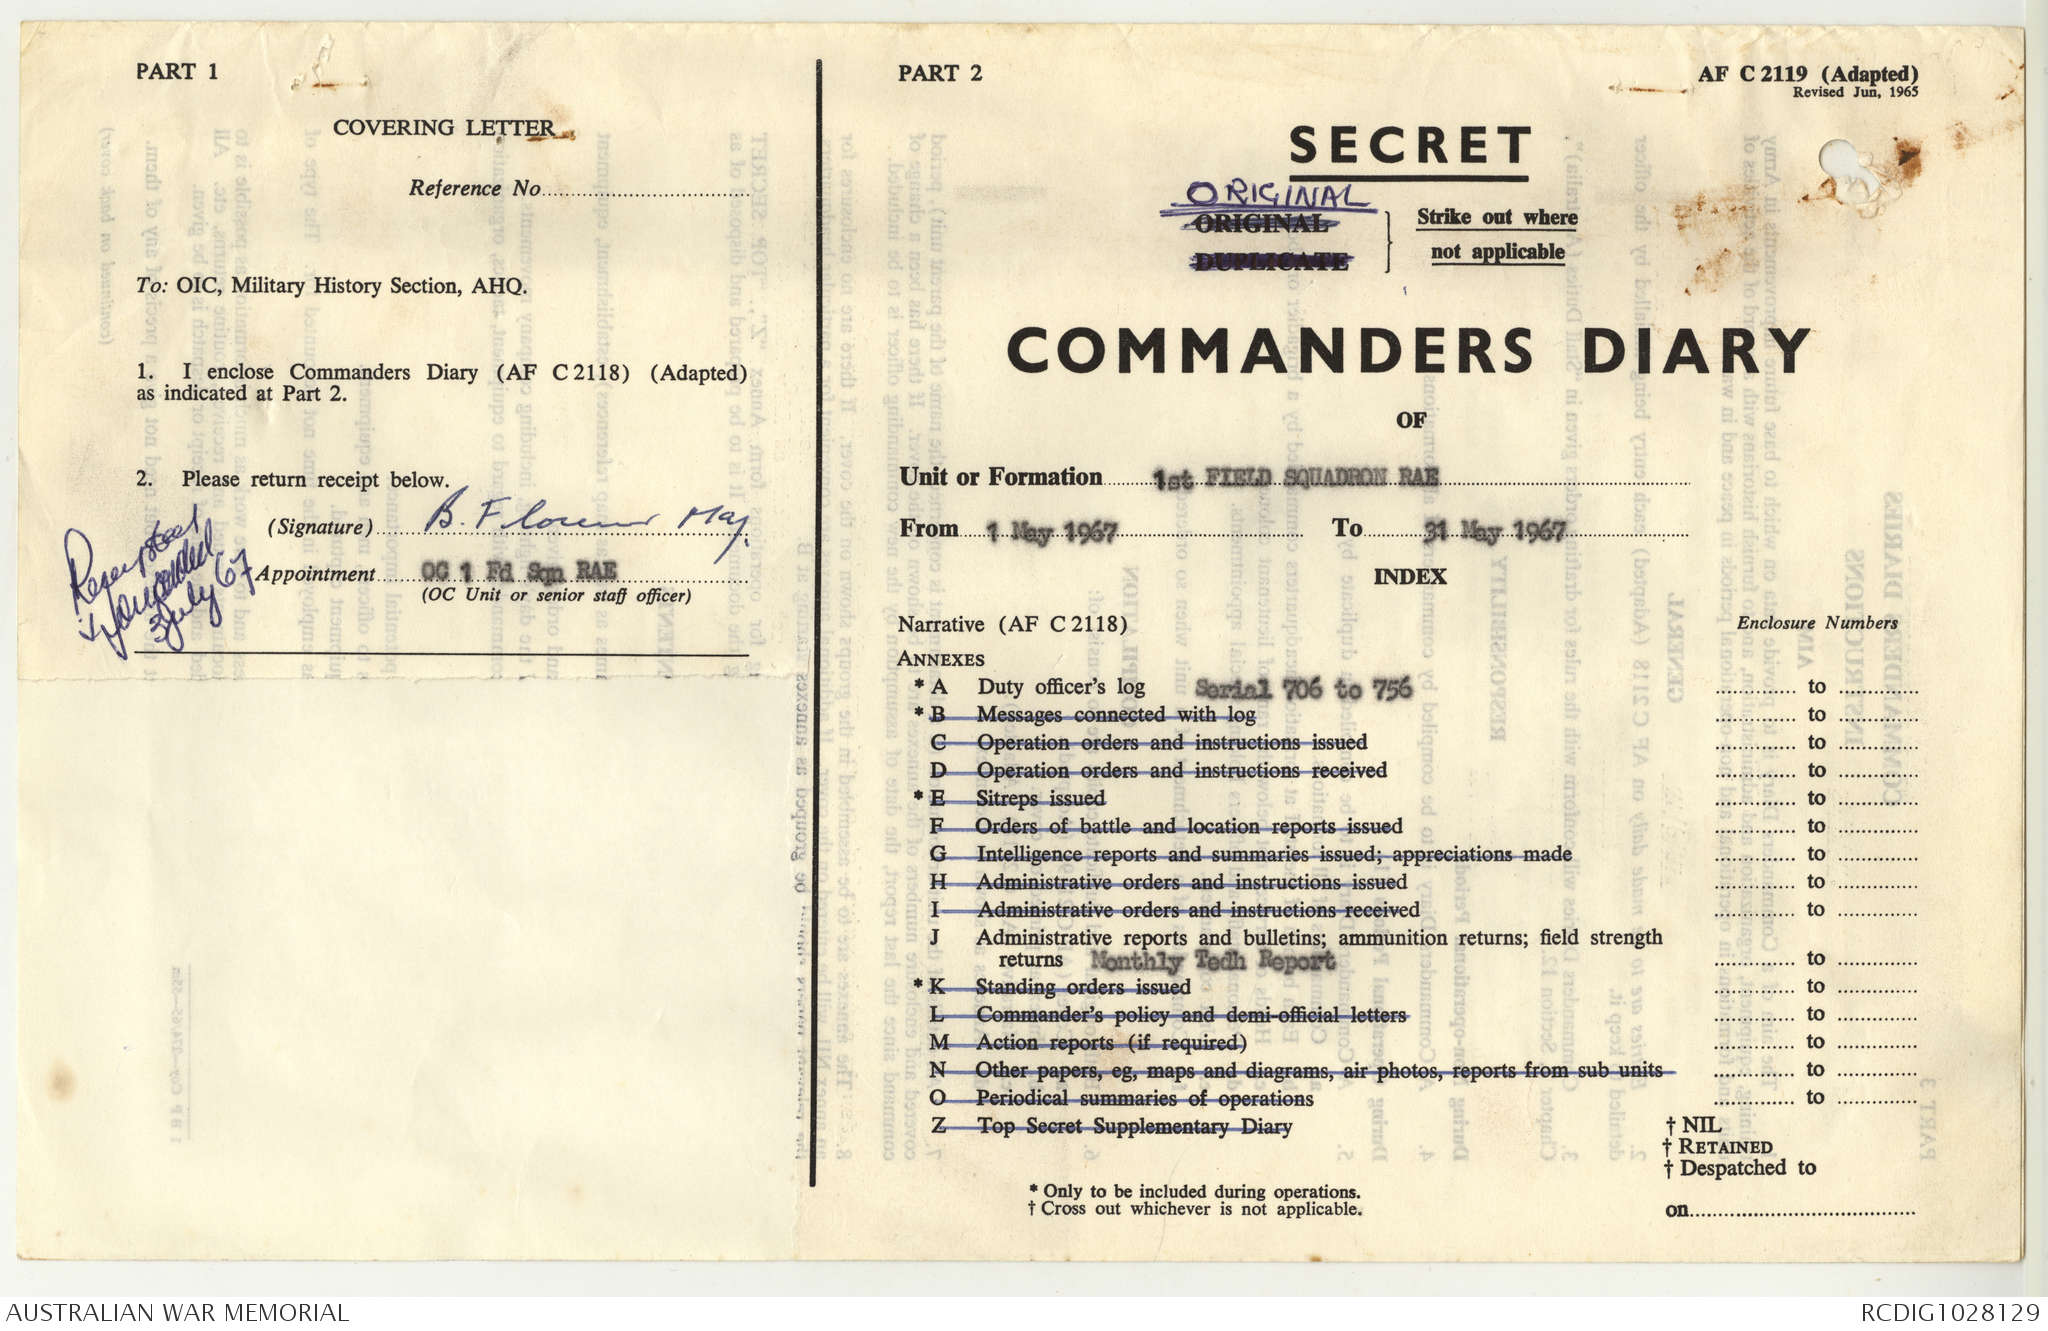 PART 1
COVERING LETTER
Reference No
To: OIC, Military History Section, AHQ.
1. I enclose Commanders Diary (AF C 2118) (Adapted)
as indicated at Part 2.
2. Please return receipt below.
(Signature) B. Florence Maj.
Appointment OC 1 Fd Sqn RAE
(OC Unit or senior staff officer)
July 67
PART 2
AF C 2119 (Adapted)
Revised Jun, 1965
SECRET
ORIGINAL
ORIGINAL
DUPLICATE
Strike out where
not applicable
COMMANDERS DIARY
OF
Unit or Formation 1st FIELD SQUADRON RAE
From 1 May 1967 To 31 May 1967
INDEX
Narrative (AF C 2118) Enclosure Numbers
ANNEXES
* A Duty officer's log Serial 706 to 756 to
* B Messages connected with log to
C Operation orders and instructions issued to
D Operation orders and instructions received to
* E Sitreps issued to
F Orders of battle and location reports issued to
G Intelligence reports and summaries issued; appreciations made to
H Administrative orders and instructions issued to
I Administrative orders and instructions received to
J Administrative reports and bulletins; ammunition returns; field strength
returns Monthly Tech Report to
* K Standing orders issued to
L Commander's policy and demi-official letters to
M Action reports (if required) to
N Other papers, eg, maps and diagrams, air photos, reports from sub units to
O Periodical summaries of operations to
Z Top Secret Supplementary Diary
† NIL
† RETAINED
† Despatched to
* Only to be included during operations.
† Cross out whichever is not applicable.
on
AUSTRALIAN WAR MEMORIAL
RCDIG1028129